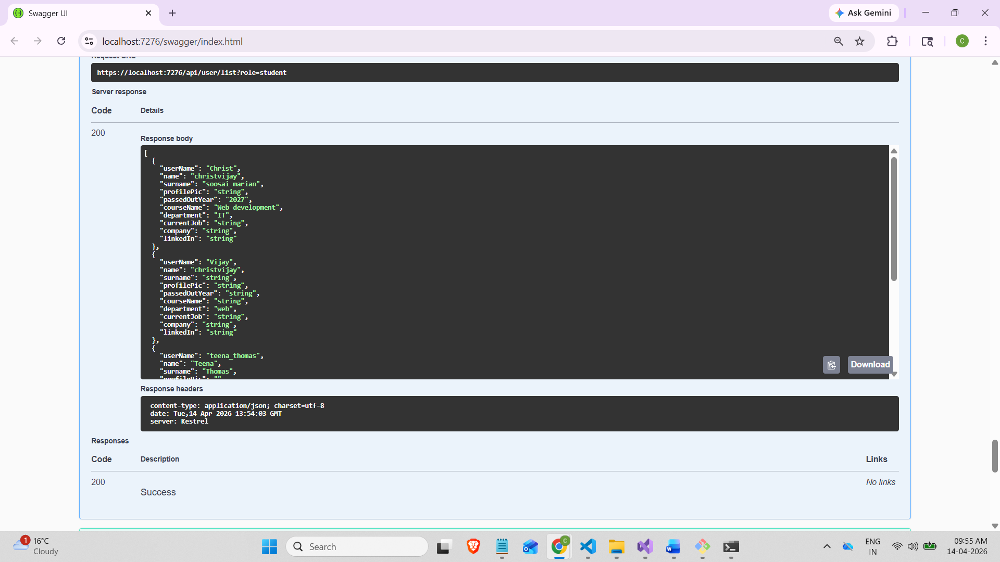 Swagger UI
Ask Gemini
localhost:7276/swagger/index.html
C
Request URL
https://localhost:7276/api/user/list?role=student
Server response
Code Details
200
Response body
[
{
"userName": "Christ",
"name": "christvijay",
"surname": "soosai marian",
"profilePic": "string",
"passedOutYear": "2027",
"courseName": "Web development",
"department": "IT",
"currentJob": "string",
"company": "string",
"linkedIn": "string"
},
{
"userName": "Vijay",
"name": "christvijay",
"surname": "string",
"profilePic": "string",
"passedOutYear": "string",
"courseName": "string",
"department": "web",
"currentJob": "string",
"company": "string",
"linkedIn": "string"
},
{
"userName": "teena_thomas",
"name": "Teena",
"surname": "Thomas",
"profilePic": ""
Download
Response headers
content-type: application/json; charset=utf-8
date: Tue,14 Apr 2026 13:54:03 GMT
server: Kestrel
Responses
Code Description Links
200 No links
Success
1
16°C
Cloudy
Search
C
ENG
IN
09:55 AM
14-04-2026